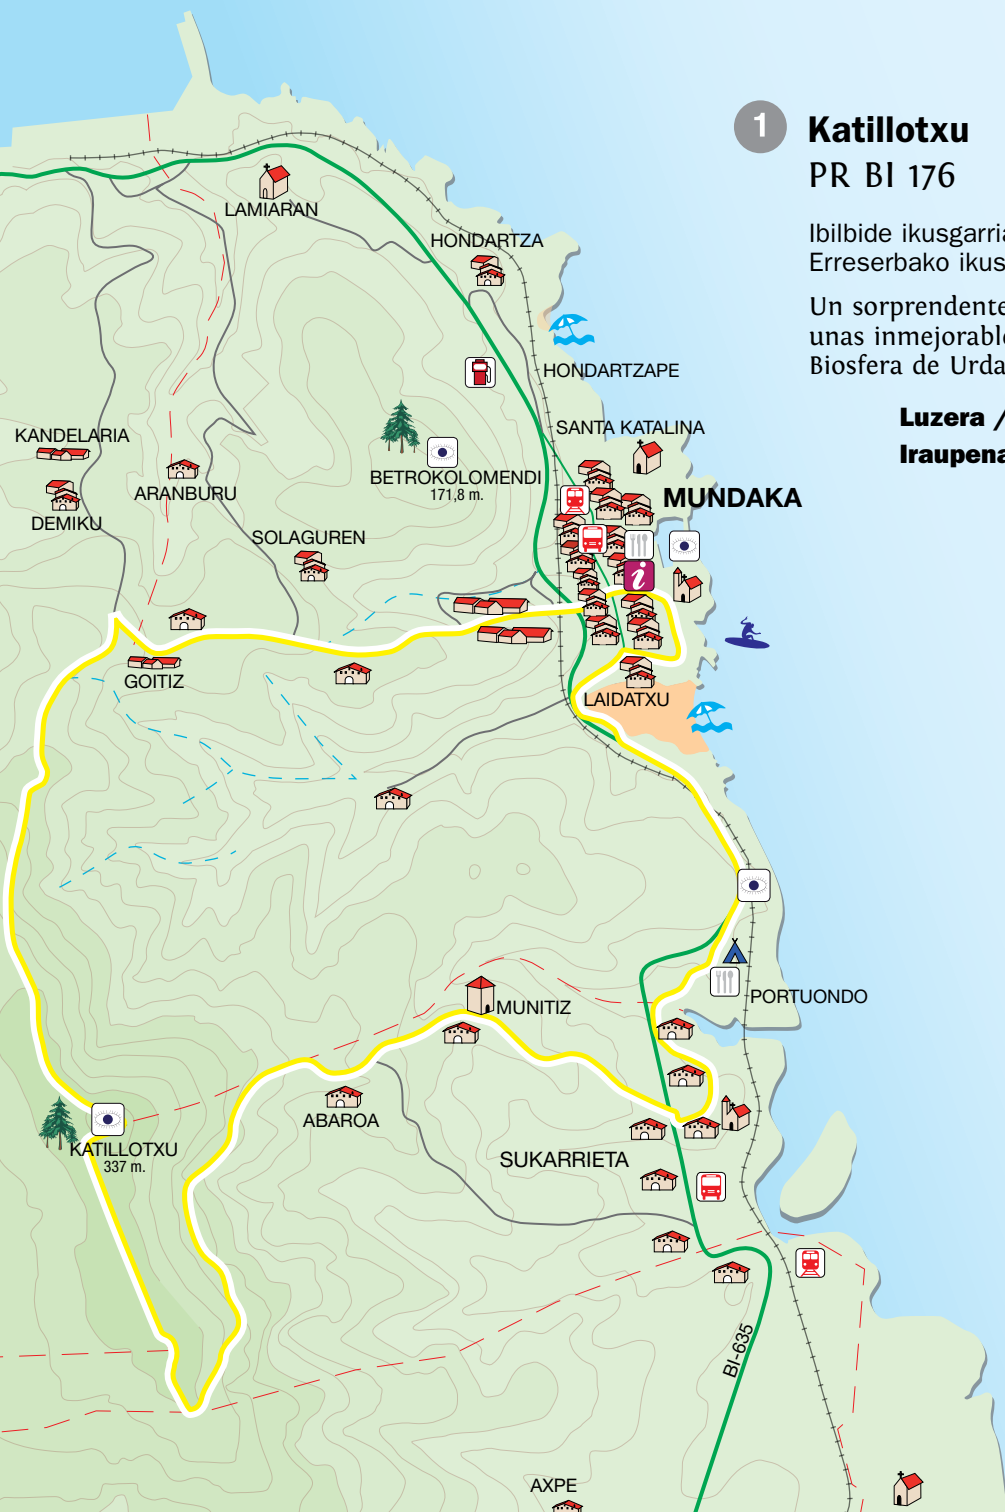 1
Katillotxu
PR BI 176
Ibilbide ikusgarria
Erreserbako ikus
Un sorprendente
unas inmejorable
Biosfera de Urda
Luzera /
Iraupena
LAMIARAN
HONDARTZA
HONDARTZAPE
SANTA KATALINA
KANDELARIA
ARANBURU
DEMIKU
BETROKOLOMENDI
171,8 m.
MUNDAKA
SOLAGUREN
i
GOITIZ
LAIDATXU
PORTUONDO
MUNITIZ
ABAROA
KATILLOTXU
337 m.
SUKARRIETA
BI-635
AXPE